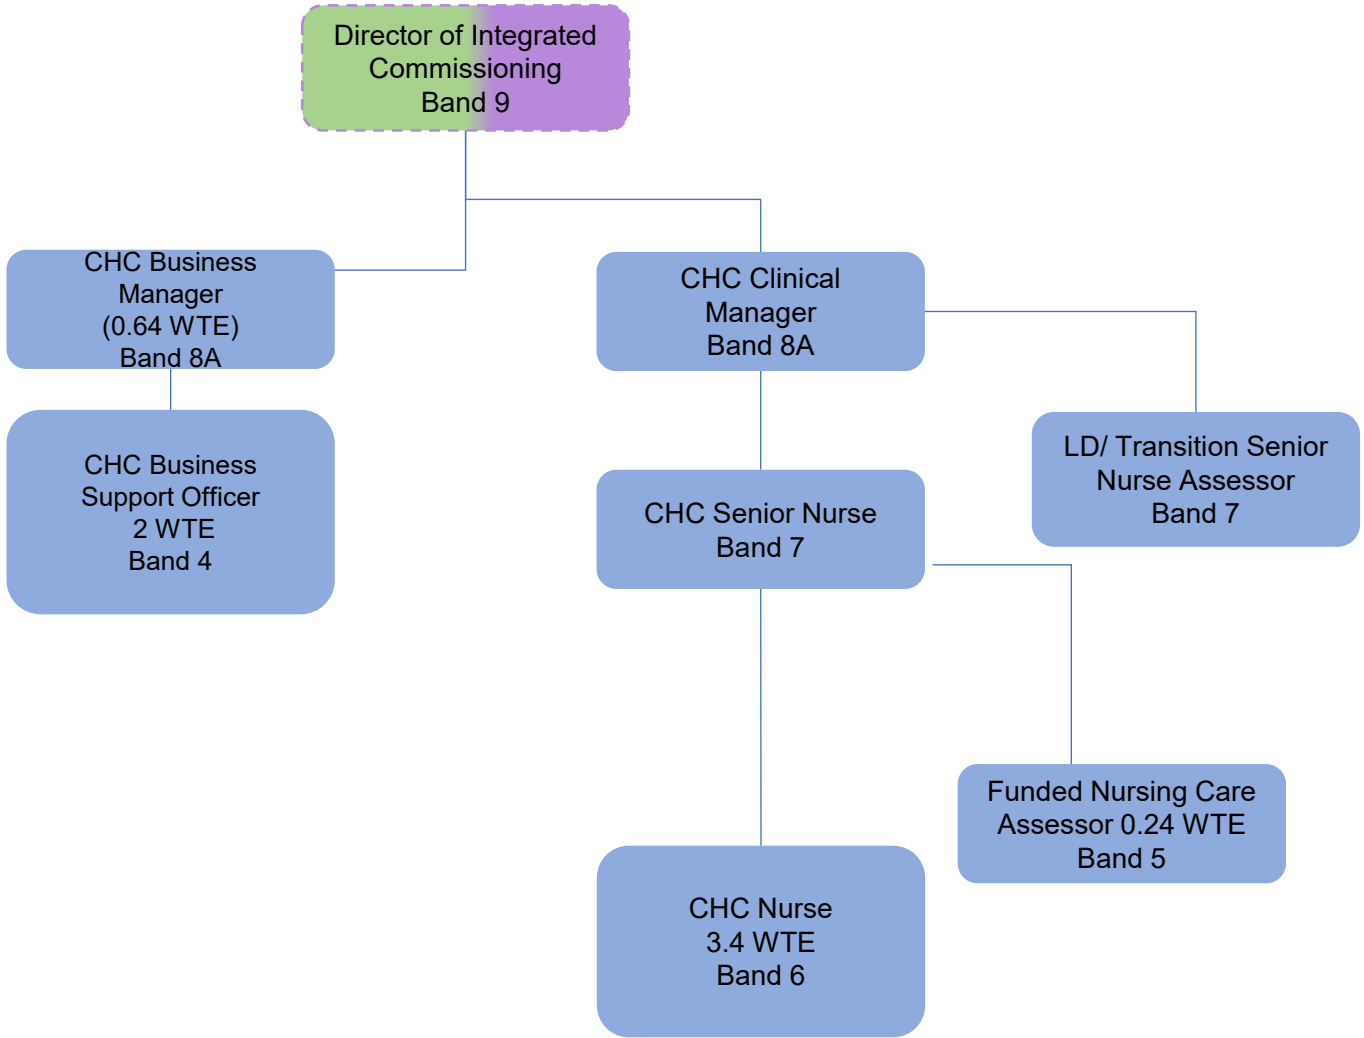 Director of Integrated
Commissioning
Band 9
CHC Business
Manager
(0.64 WTE)
Band 8A
CHC Clinical
Manager
Band 8A
CHC Business
Support Officer
2 WTE
Band 4
CHC Senior Nurse
Band 7
LD/ Transition Senior
Nurse Assessor
Band 7
Funded Nursing Care
Assessor 0.24 WTE
Band 5
CHC Nurse
3.4 WTE
Band 6